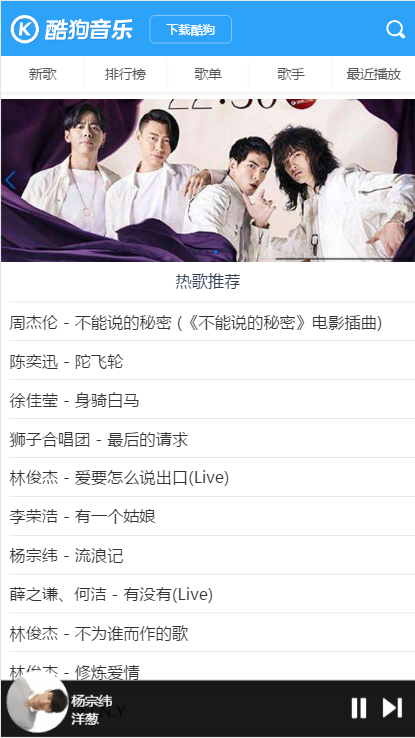 酷狗音乐 下载酷狗
新歌 排行榜 歌单 歌手 最近播放
热歌推荐
周杰伦 - 不能说的秘密 (《不能说的秘密》电影插曲)
陈奕迅 - 陀飞轮
徐佳莹 - 身骑白马
狮子合唱团 - 最后的请求
林俊杰 - 爱要怎么说出口(Live)
李荣浩 - 有一个姑娘
杨宗纬 - 流浪记
薛之谦、何洁 - 有没有(Live)
林俊杰 - 不为谁而作的歌
林俊杰 - 修炼爱情
杨宗纬
洋葱